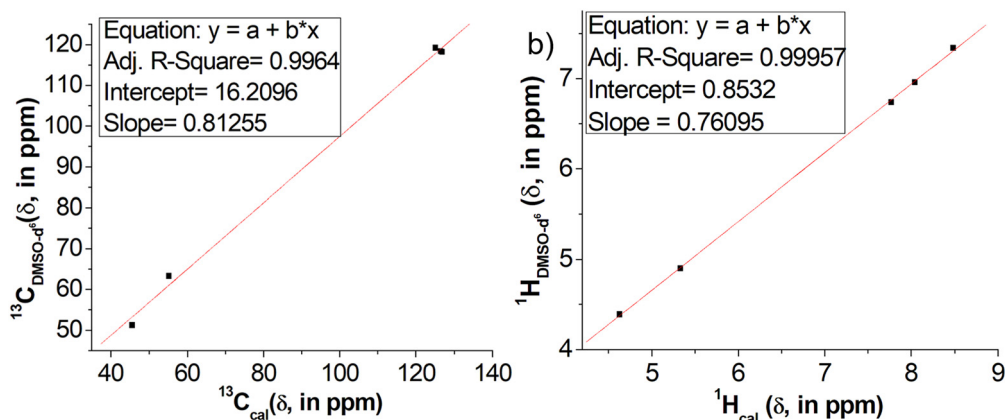 Equation: y = a + b*x
Adj. R-Square= 0.9964
Intercept= 16.2096
Slope= 0.81255
120
110
100
90
80
70
60
50
40 60 80 100 120 140
¹³C_DMSO-d⁶(δ, in ppm)
¹³C_cal(δ, in ppm)
b)
Equation: y = a + b*x
Adj. R-Square= 0.99957
Intercept= 0.8532
Slope = 0.76095
7
6
5
4
5 6 7 8 9
¹H_DMSO-d⁶ (δ, in ppm)
¹H_cal (δ, in ppm)